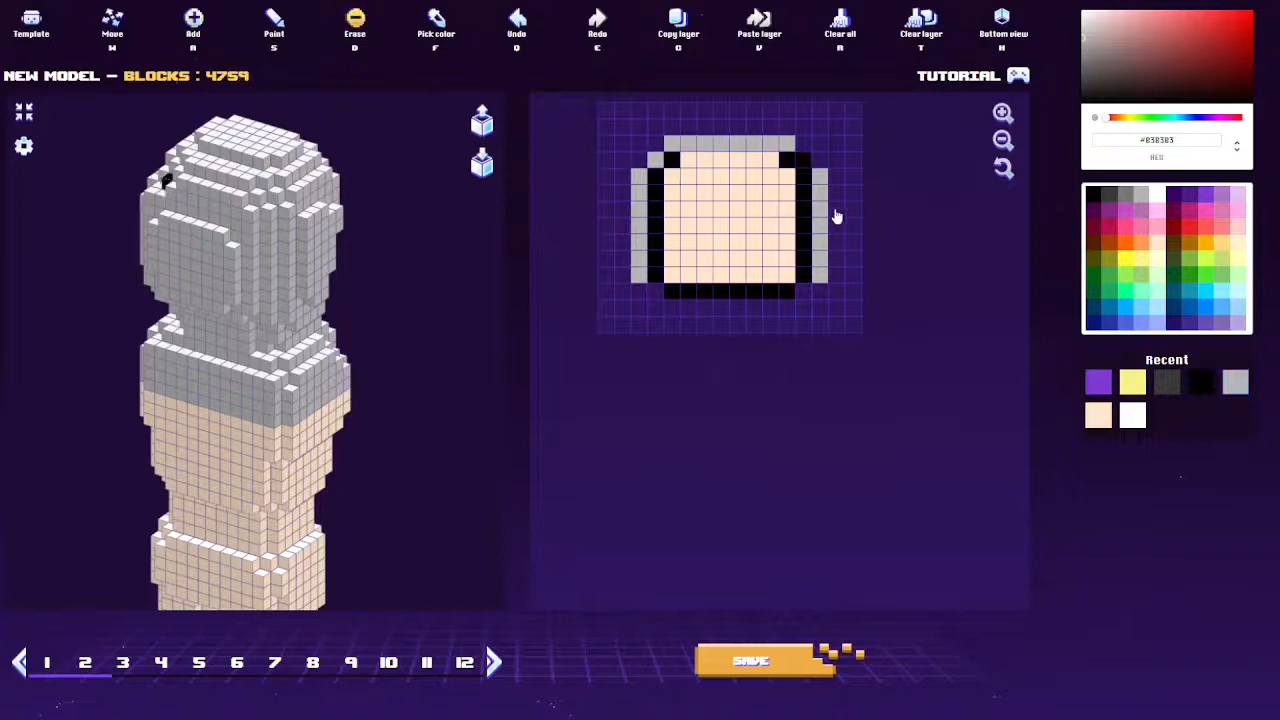 Template Move Add Paint Erase Pick color Undo Redo Copy layer Paste layer Clear all Clear layer Bottom view
W A S D F Q E C V R T H
NEW MODEL – BLOCKS : 4759
TUTORIAL
#030303
HEX
Recent
1 2 3 4 5 6 7 8 9 10 11 12
SAVE